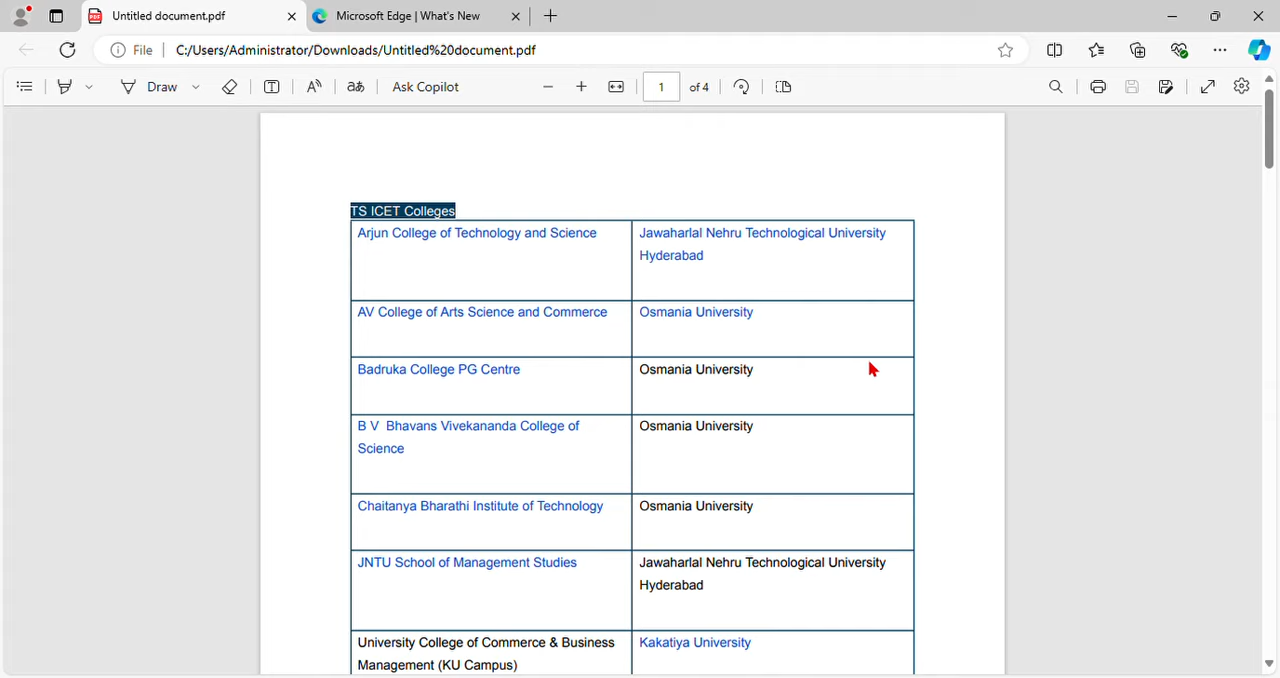 Untitled document.pdf
Microsoft Edge | What's New
File
C:/Users/Administrator/Downloads/Untitled%20document.pdf
Draw
aあ
Ask Copilot
1
of 4
TS ICET Colleges
Arjun College of Technology and Science
Jawaharlal Nehru Technological University
Hyderabad
AV College of Arts Science and Commerce
Osmania University
Badruka College PG Centre
Osmania University
B V Bhavans Vivekananda College of
Science
Osmania University
Chaitanya Bharathi Institute of Technology
Osmania University
JNTU School of Management Studies
Jawaharlal Nehru Technological University
Hyderabad
University College of Commerce & Business
Management (KU Campus)
Kakatiya University